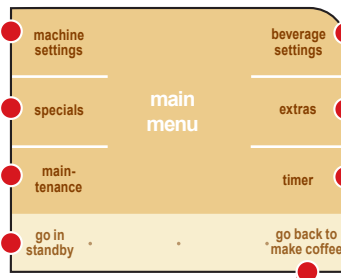 machine
settings
beverage
settings
specials
main
menu
extras
main-
tenance
timer
go in
standby
go back to
make coffee